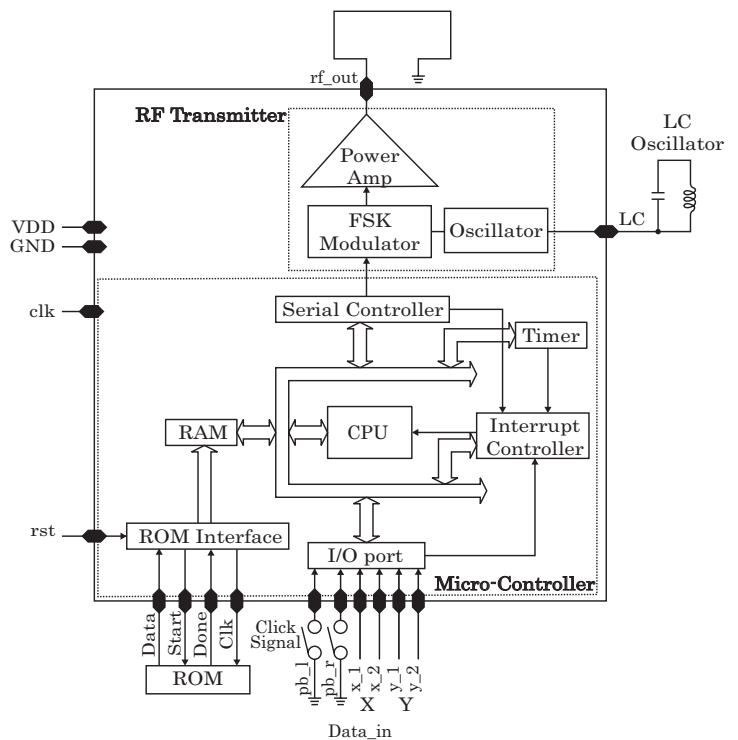 rf_out
RF Transmitter
LC
Oscillator
Power
Amp
FSK
Modulator
Oscillator
LC
VDD
GND
clk
Serial Controller
Timer
RAM
CPU
Interrupt
Controller
rst
ROM Interface
I/O port
Micro-Controller
Data
Start
Done
Clk
Click
Signal
ROM
pb_l
pb_r
x_1
x_2
y_1
y_2
X
Y
Data_in